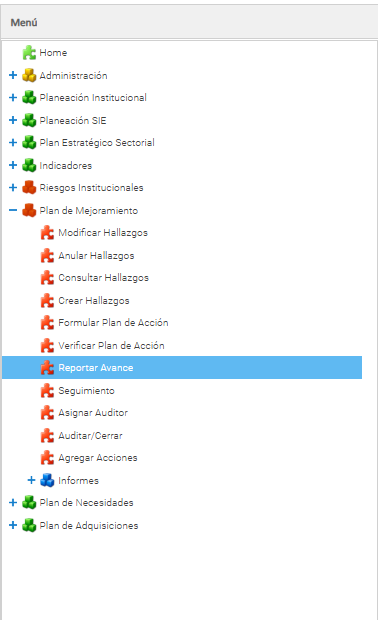 Menú
Home
Administración
Planeación Institucional
Planeación SIE
Plan Estratégico Sectorial
Indicadores
Riesgos Institucionales
Plan de Mejoramiento
Modificar Hallazgos
Anular Hallazgos
Consultar Hallazgos
Crear Hallazgos
Formular Plan de Acción
Verificar Plan de Acción
Reportar Avance
Seguimiento
Asignar Auditor
Auditar/Cerrar
Agregar Acciones
Informes
Plan de Necesidades
Plan de Adquisiciones